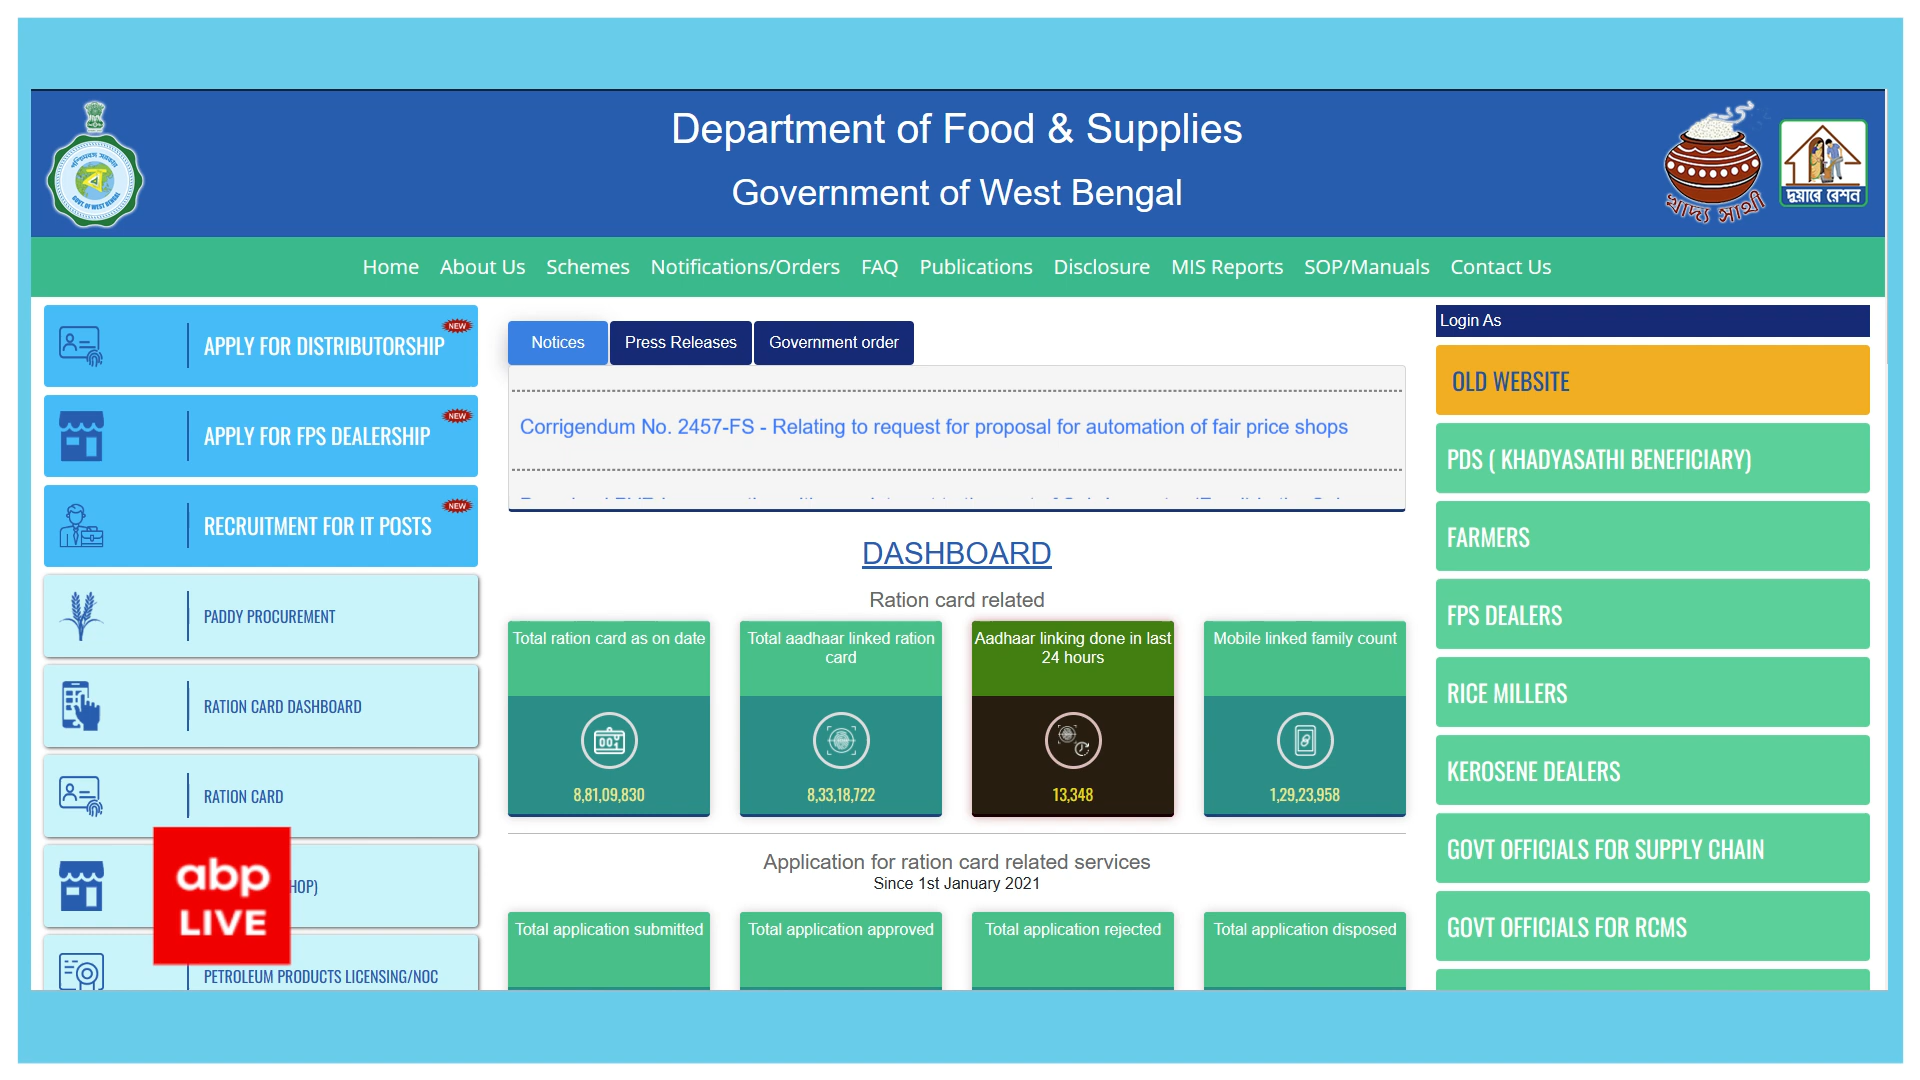 Department of Food & Supplies
Government of West Bengal
পশ্চিমবঙ্গ সরকার
ব
GOVT. OF WEST BENGAL
খাদ্য সাথী
দুয়ারে রেশন
Home About Us Schemes Notifications/Orders FAQ Publications Disclosure MIS Reports SOP/Manuals Contact Us
APPLY FOR DISTRIBUTORSHIP NEW
APPLY FOR FPS DEALERSHIP NEW
RECRUITMENT FOR IT POSTS NEW
PADDY PROCUREMENT
RATION CARD DASHBOARD
RATION CARD
HOP)
PETROLEUM PRODUCTS LICENSING/NOC
abp
LIVE
Notices Press Releases Government order
Corrigendum No. 2457-FS - Relating to request for proposal for automation of fair price shops
DASHBOARD
Ration card related
Total ration card as on date
001
8,81,09,830
Total aadhaar linked ration
card
8,33,18,722
Aadhaar linking done in last
24 hours
13,348
Mobile linked family count
1,29,23,958
Application for ration card related services
Since 1st January 2021
Total application submitted
Total application approved
Total application rejected
Total application disposed
Login As
OLD WEBSITE
PDS ( KHADYASATHI BENEFICIARY)
FARMERS
FPS DEALERS
RICE MILLERS
KEROSENE DEALERS
GOVT OFFICIALS FOR SUPPLY CHAIN
GOVT OFFICIALS FOR RCMS